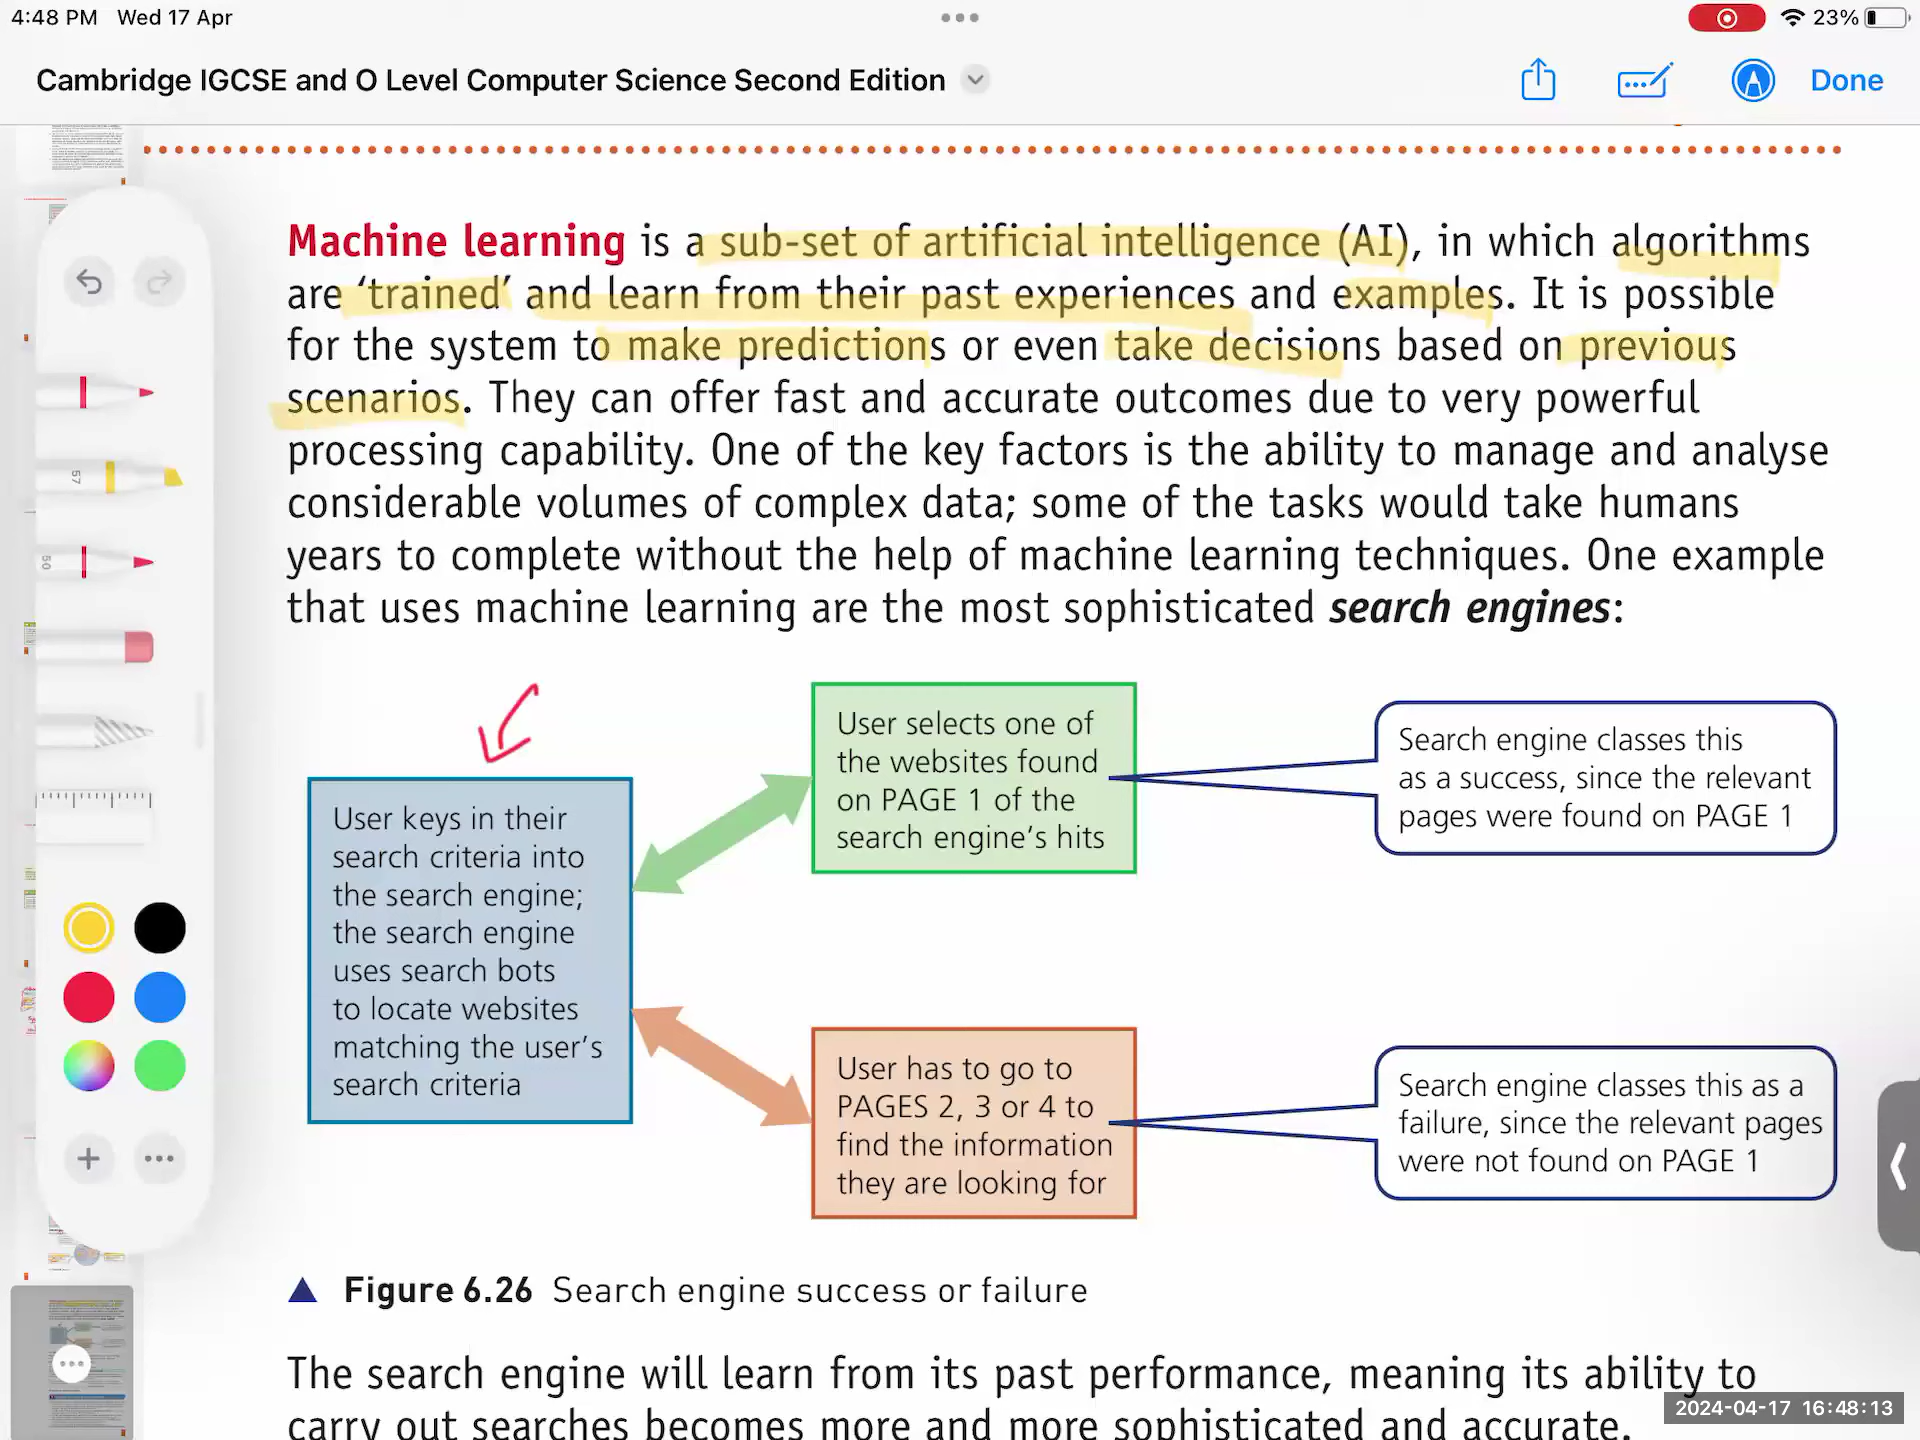 4:48 PM Wed 17 Apr
23%
Cambridge IGCSE and O Level Computer Science Second Edition
Done
Machine learning is a sub-set of artificial intelligence (AI), in which algorithms
are ‘trained’ and learn from their past experiences and examples. It is possible
for the system to make predictions or even take decisions based on previous
scenarios. They can offer fast and accurate outcomes due to very powerful
processing capability. One of the key factors is the ability to manage and analyse
considerable volumes of complex data; some of the tasks would take humans
years to complete without the help of machine learning techniques. One example
that uses machine learning are the most sophisticated search engines:
57
50
User keys in their
search criteria into
the search engine;
the search engine
uses search bots
to locate websites
matching the user’s
search criteria
User selects one of
the websites found
on PAGE 1 of the
search engine’s hits
Search engine classes this
as a success, since the relevant
pages were found on PAGE 1
User has to go to
PAGES 2, 3 or 4 to
find the information
they are looking for
Search engine classes this as a
failure, since the relevant pages
were not found on PAGE 1
Figure 6.26 Search engine success or failure
The search engine will learn from its past performance, meaning its ability to
carry out searches becomes more and more sophisticated and accurate.
2024-04-17 16:48:13